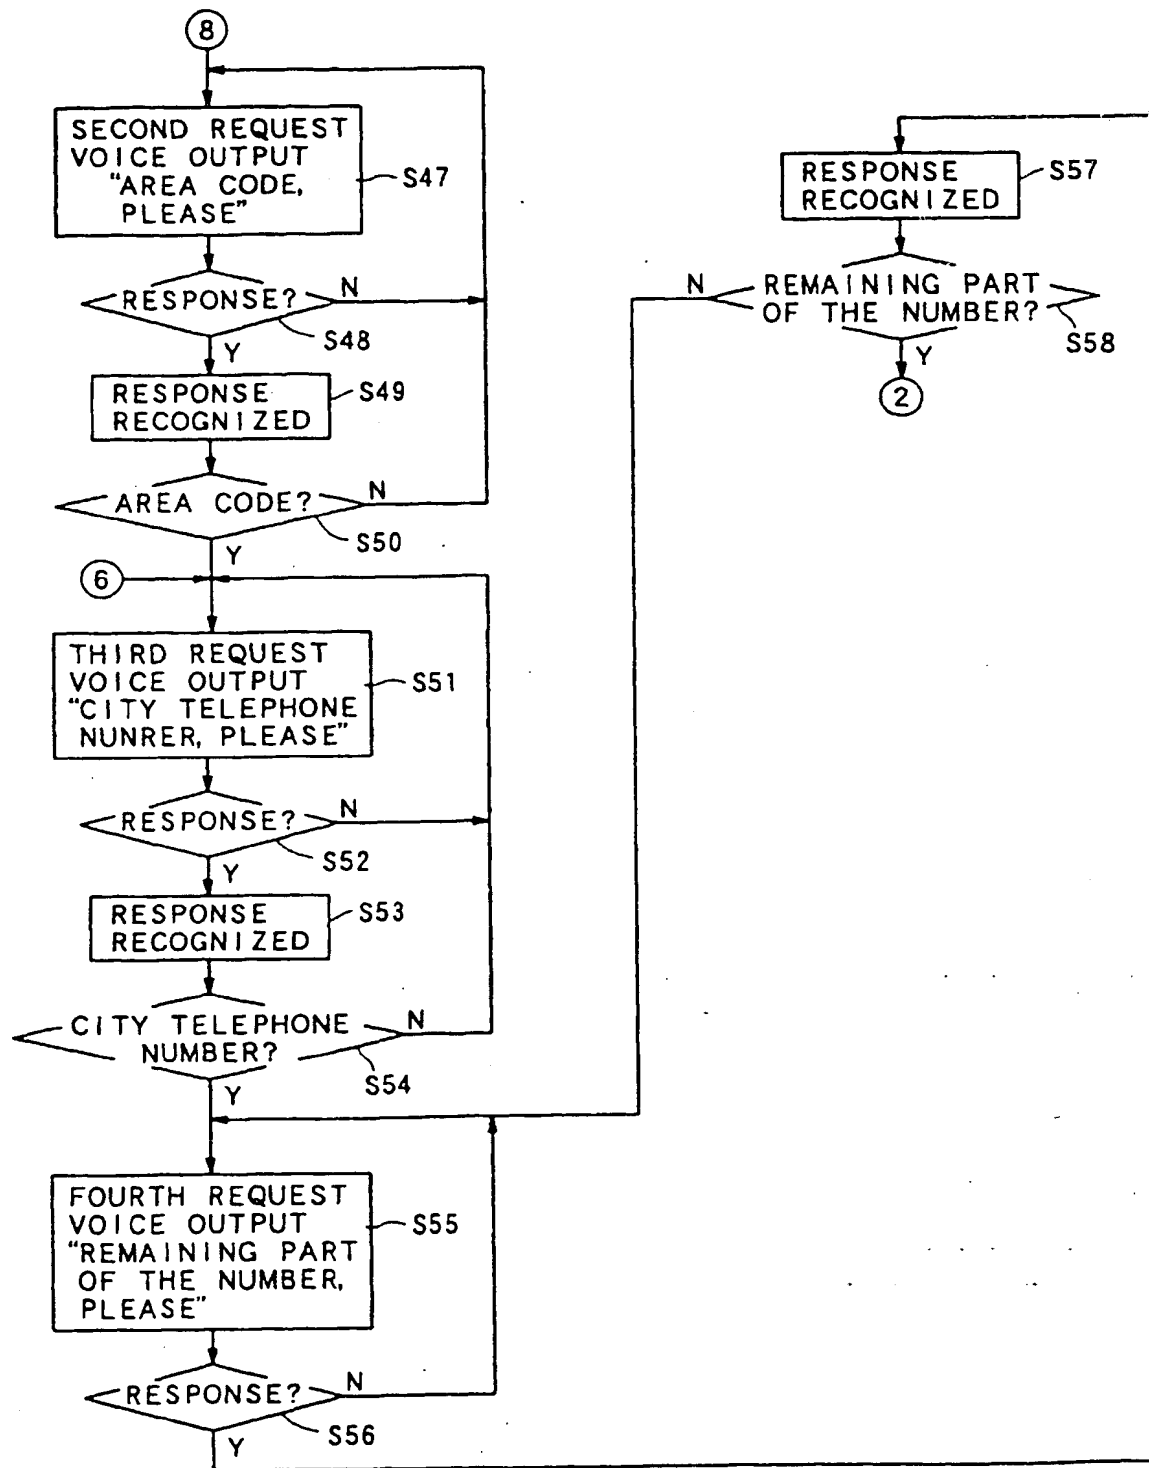 8
SECOND REQUEST
VOICE OUTPUT
"AREA CODE,
PLEASE"
S47
RESPONSE?
N
S48
Y
RESPONSE
RECOGNIZED
S49
AREA CODE?
N
S50
Y
6
THIRD REQUEST
VOICE OUTPUT
"CITY TELEPHONE
NUNRER, PLEASE"
S51
RESPONSE?
N
S52
Y
RESPONSE
RECOGNIZED
S53
CITY TELEPHONE
NUMBER?
N
S54
Y
FOURTH REQUEST
VOICE OUTPUT
"REMAINING PART
OF THE NUMBER,
PLEASE"
S55
RESPONSE?
N
S56
Y
RESPONSE
RECOGNIZED
S57
N
REMAINING PART
OF THE NUMBER?
S58
Y
2